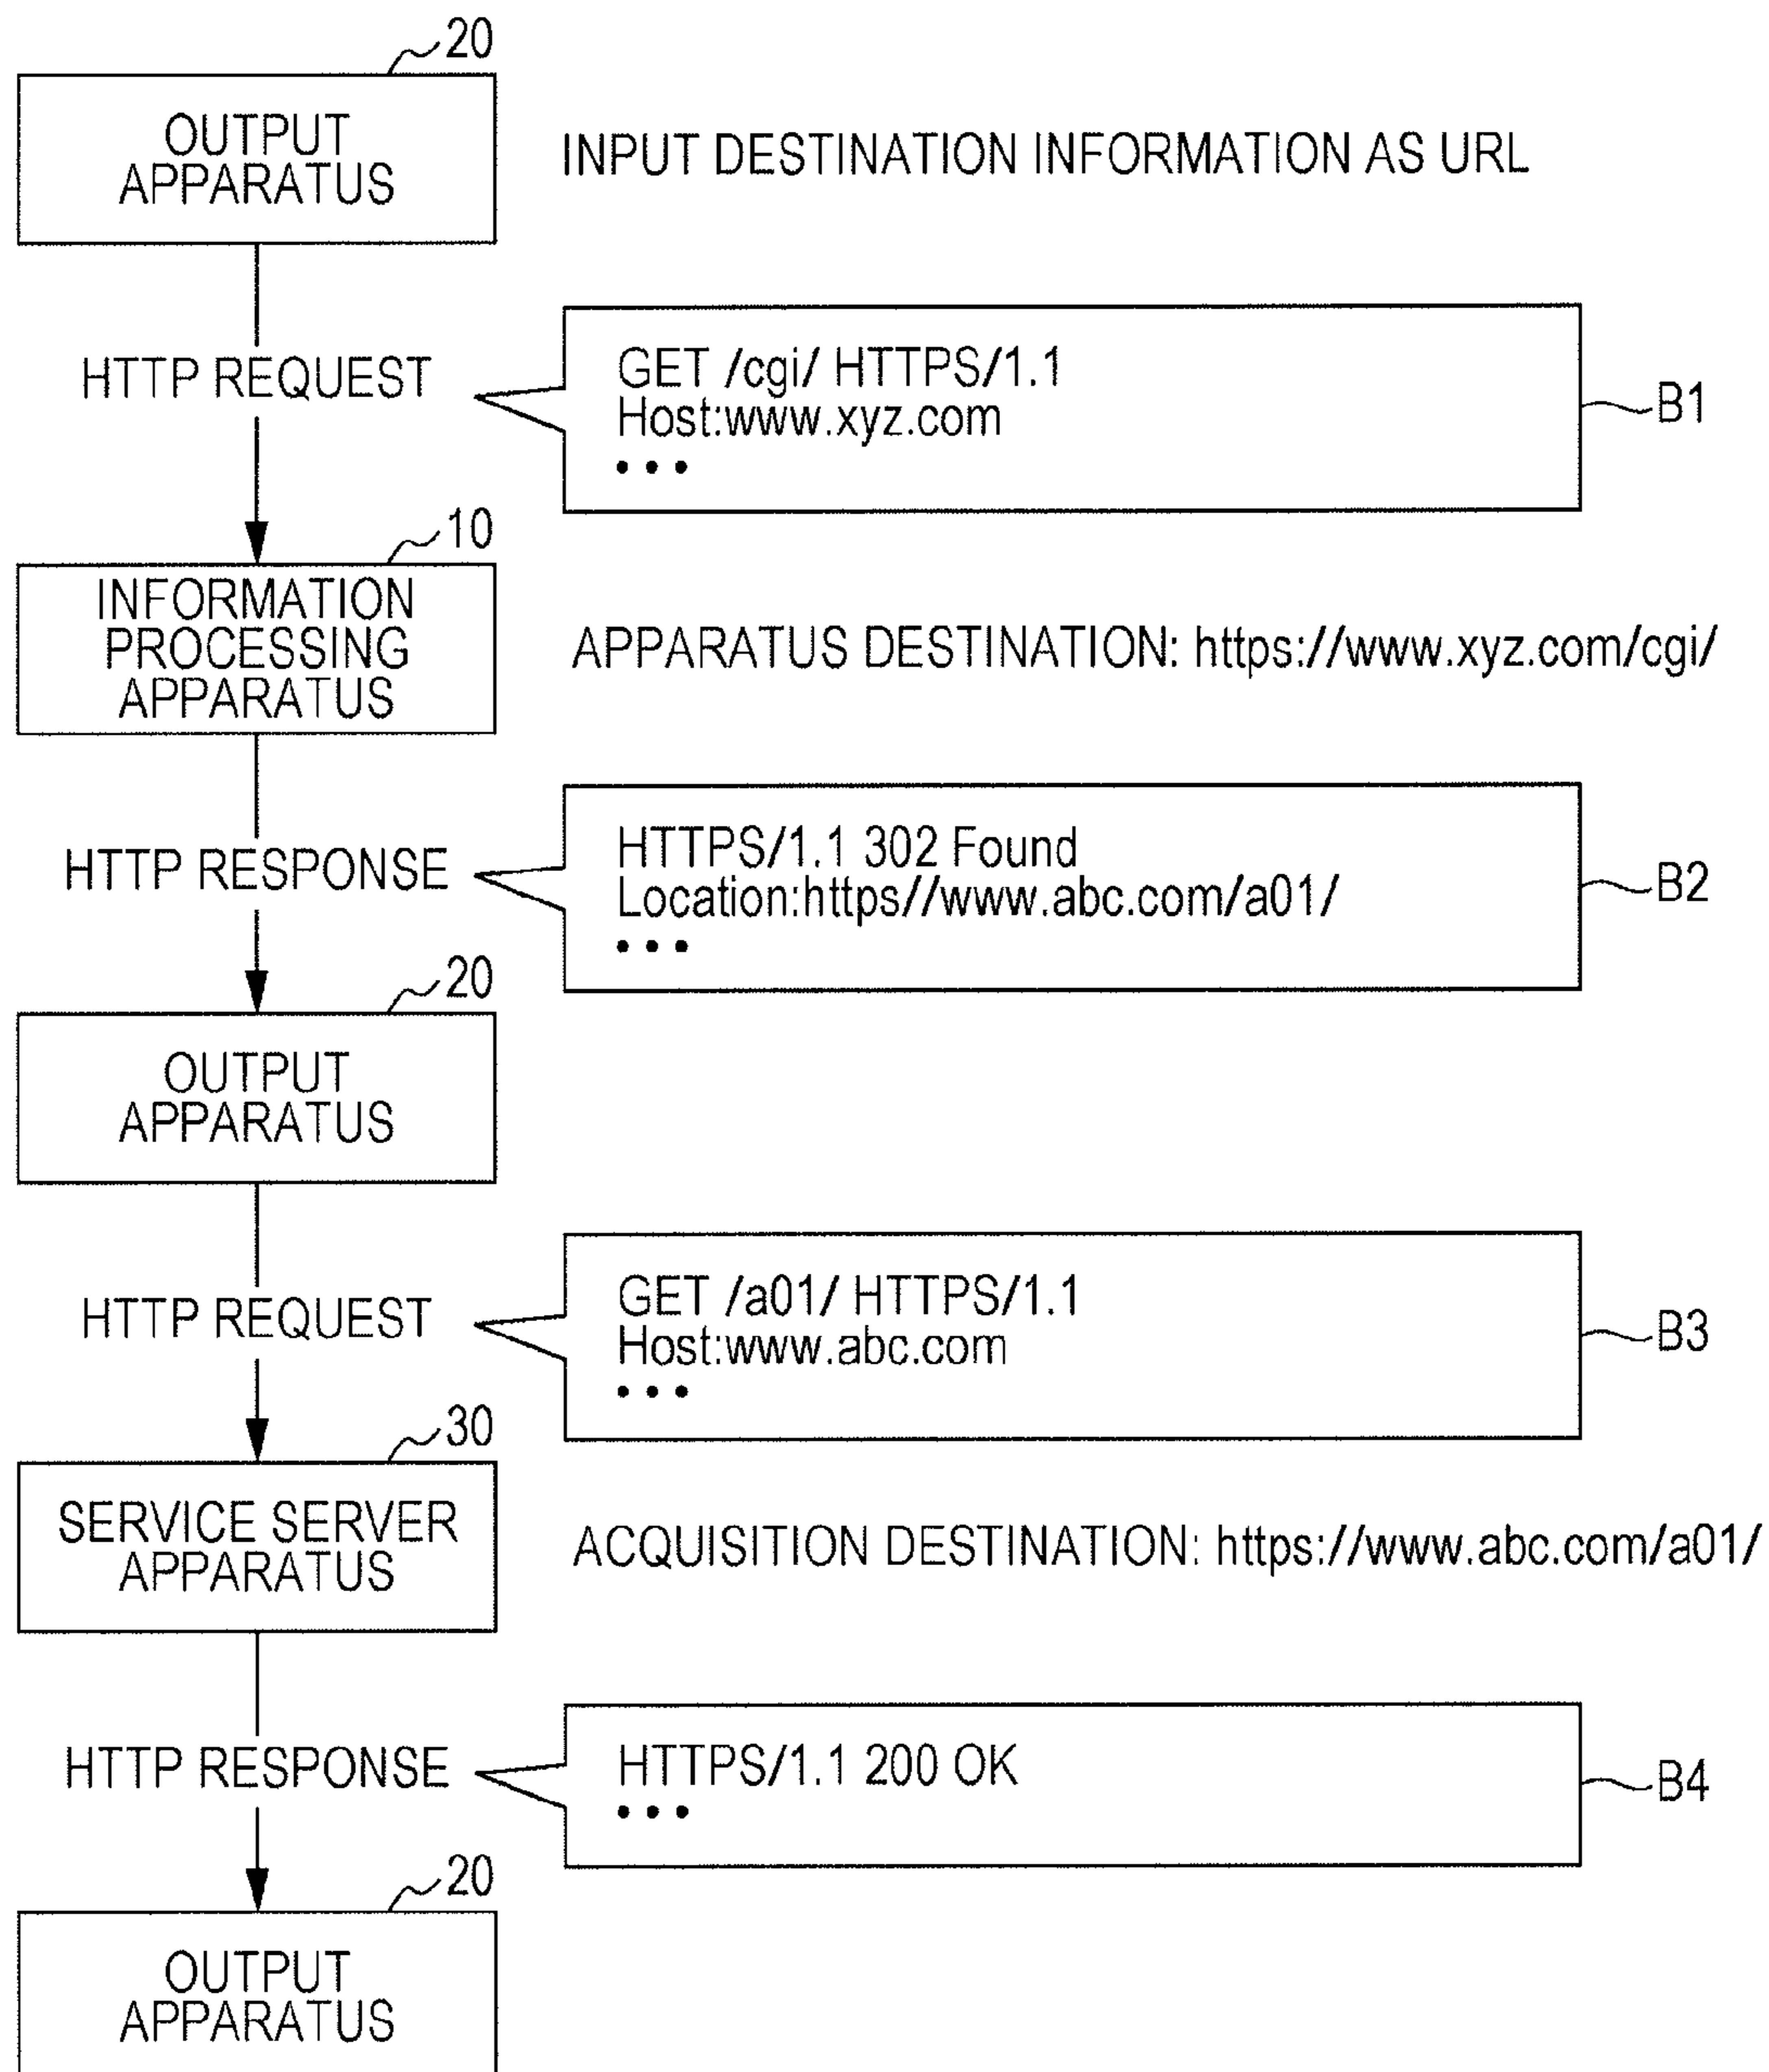 20
OUTPUT
APPARATUS
INPUT DESTINATION INFORMATION AS URL
HTTP REQUEST
GET /cgi/ HTTPS/1.1
Host:www.xyz.com
•••
B1
10
INFORMATION
PROCESSING
APPARATUS
APPARATUS DESTINATION: https://www.xyz.com/cgi/
HTTP RESPONSE
HTTPS/1.1 302 Found
Location:https//www.abc.com/a01/
•••
B2
20
OUTPUT
APPARATUS
HTTP REQUEST
GET /a01/ HTTPS/1.1
Host:www.abc.com
•••
B3
30
SERVICE SERVER
APPARATUS
ACQUISITION DESTINATION: https://www.abc.com/a01/
HTTP RESPONSE
HTTPS/1.1 200 OK
•••
B4
20
OUTPUT
APPARATUS